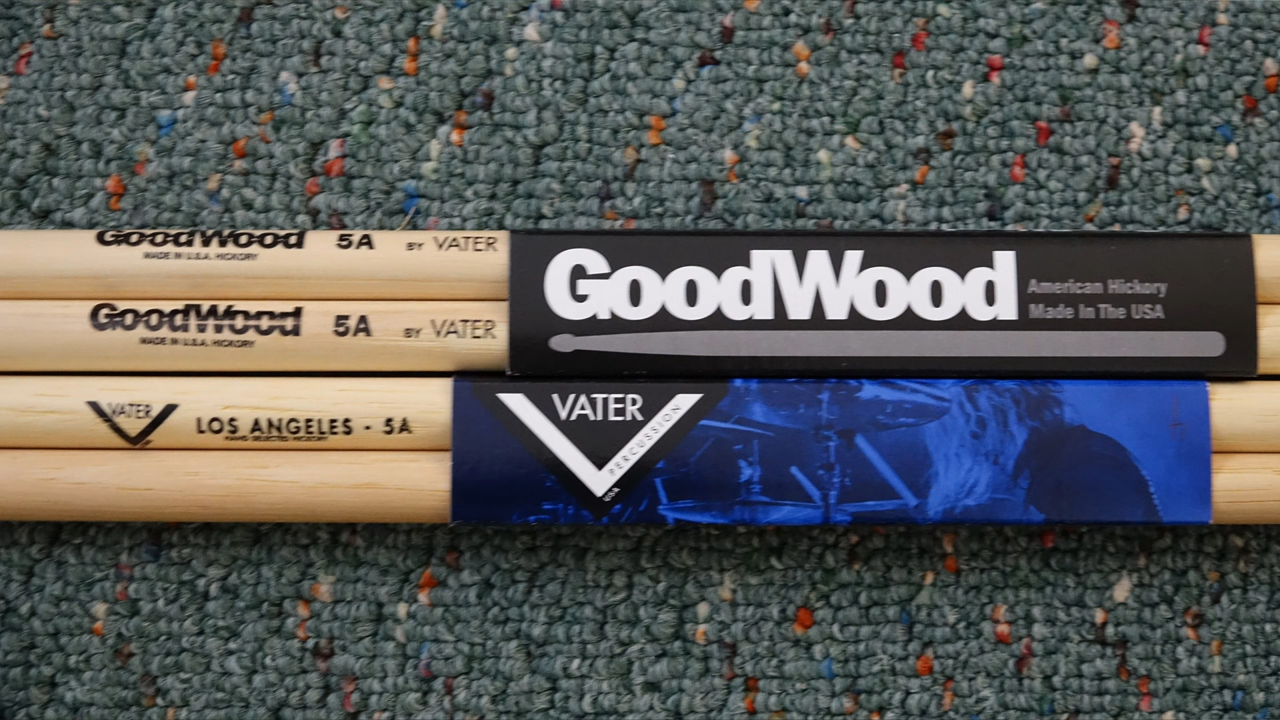 GoodWood 5A BY VATER
MADE IN U.S.A. HICKORY
GoodWood 5A BY VATER
MADE IN U.S.A. HICKORY
GoodWood American Hickory
Made In The USA
VATER LOS ANGELES - 5A
HAND SELECTED HICKORY
VATER
PERCUSSION
USA